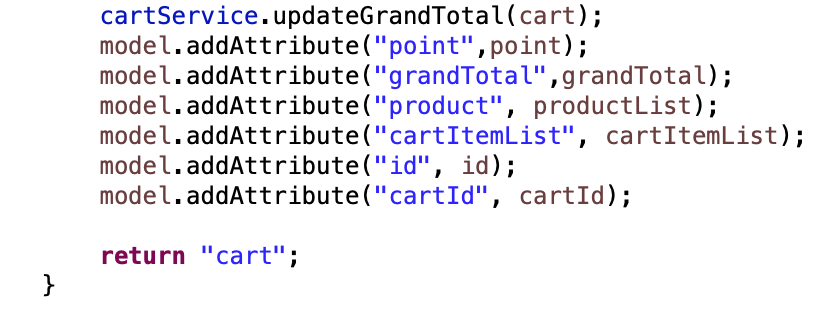 cartService.updateGrandTotal(cart);
model.addAttribute("point",point);
model.addAttribute("grandTotal",grandTotal);
model.addAttribute("product", productList);
model.addAttribute("cartItemList", cartItemList);
model.addAttribute("id", id);
model.addAttribute("cartId", cartId);
return "cart";
}